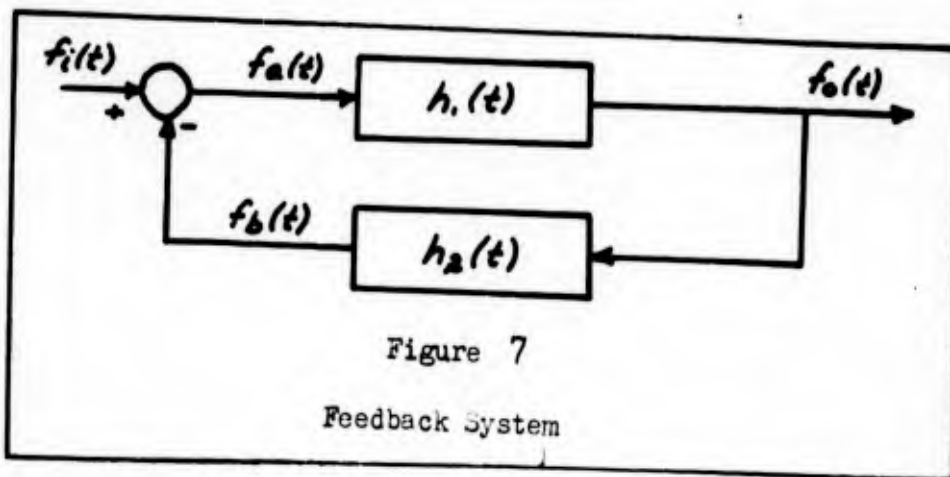 fi(t) fa(t) h1(t) fo(t)
+ -
fb(t) h2(t)
Figure 7
Feedback System